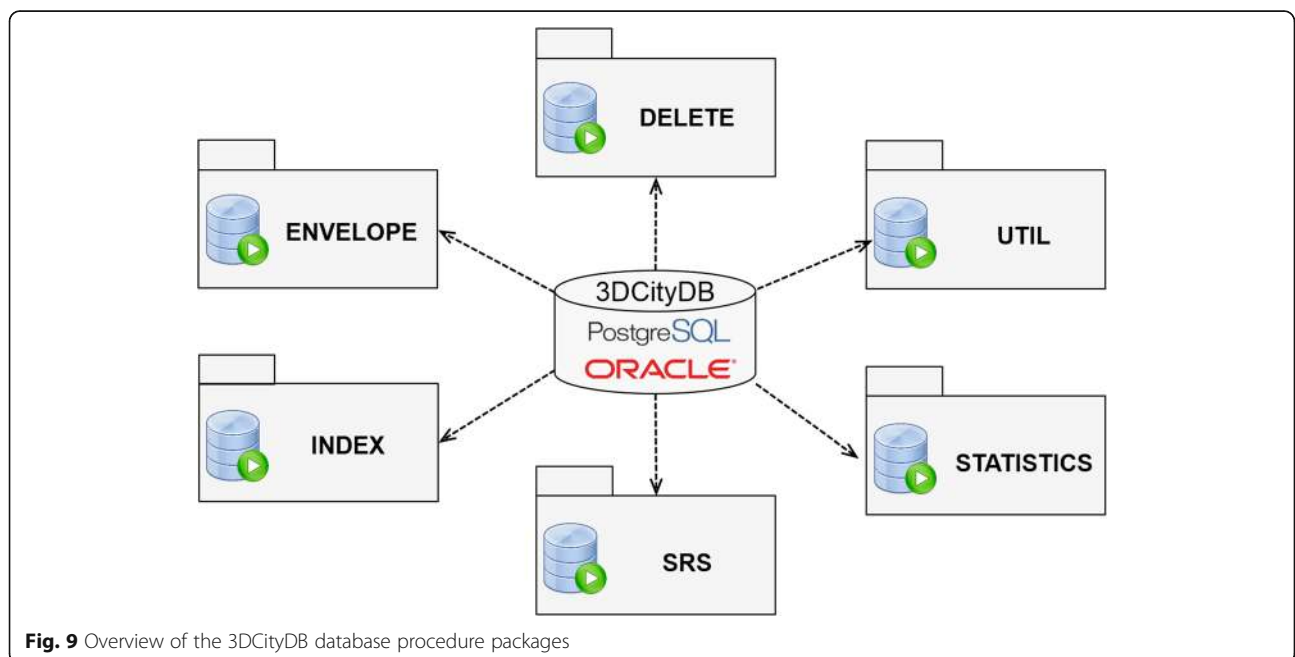 DELETE
ENVELOPE
UTIL
3DCityDB
PostgreSQL
ORACLE®
INDEX
STATISTICS
SRS
Fig. 9 Overview of the 3DCityDB database procedure packages